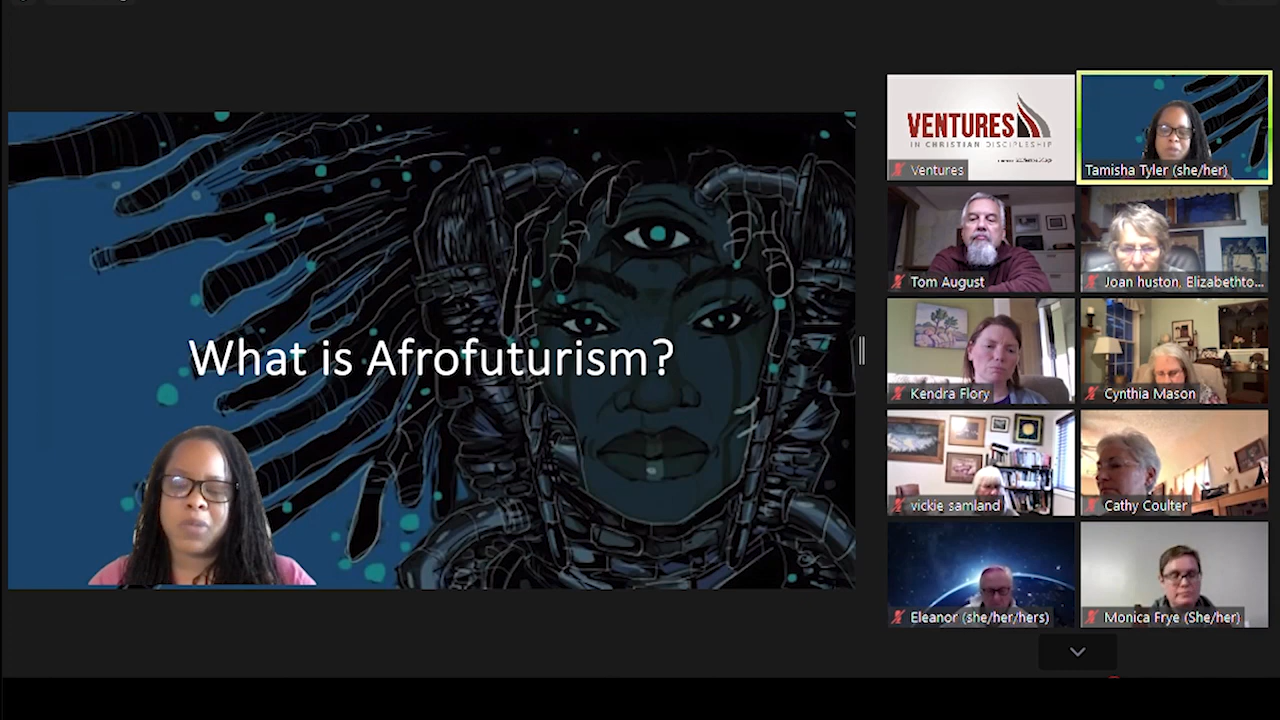 What is Afrofuturism?
VENTURES
IN CHRISTIAN DISCIPLESHIP
Ventures
Tamisha Tyler (she/her)
Tom August
Joan huston, Elizabethto...
Kendra Flory
Cynthia Mason
vickie samland
Cathy Coulter
Eleanor (she/her/hers)
Monica Frye (She/her)